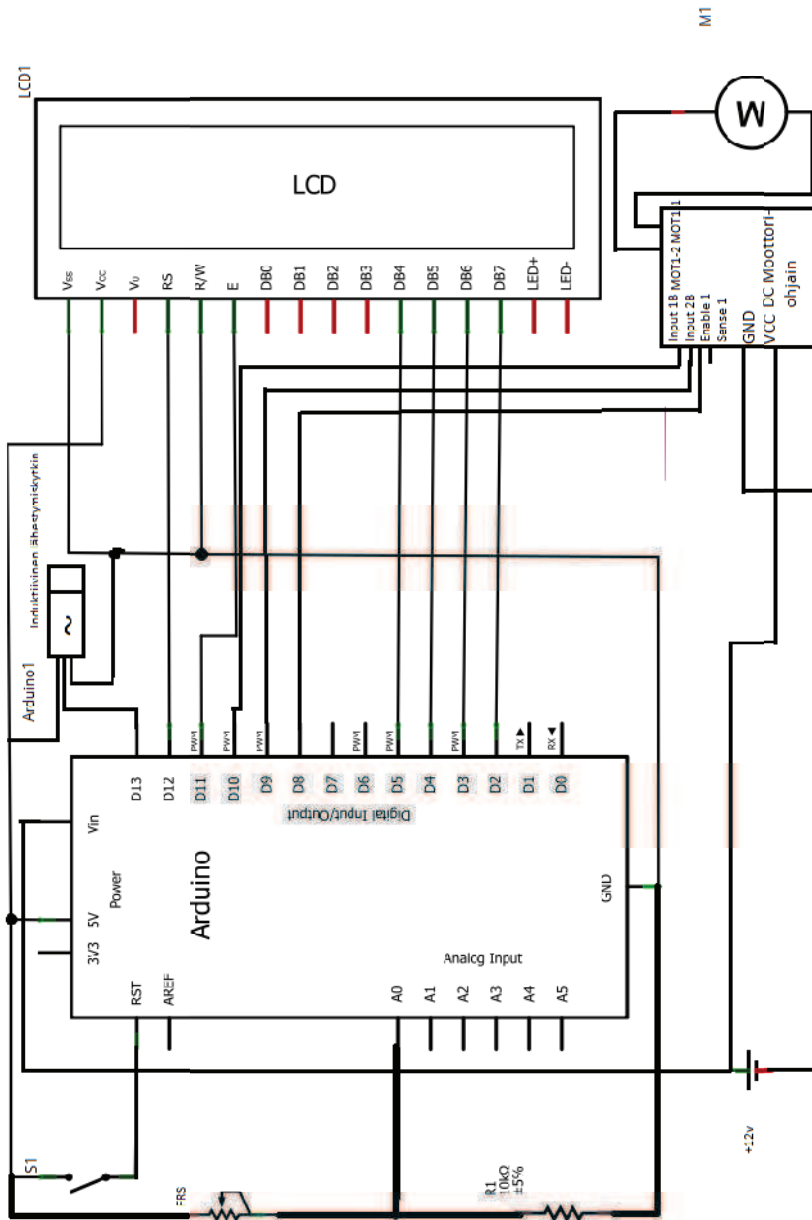 LCD1
LCD
Vss
Vcc
Vu
RS
R/W
E
DB0
DB1
DB2
DB3
DB4
DB5
DB6
DB7
LED+
LED-
M1
M
Input 1B MOT1-2 MOT1-1
Input 2B
Enable 1
Sense 1
GND
VCC DC Moottori-
ohjain
Induktiivinen lähestymiskytkin
~
Arduino1
Arduino
Power
3V3
5V
Vin
RST
AREF
Analog Input
A0
A1
A2
A3
A4
A5
GND
Digital Input/Output
D13
D12
D11
D10
D9
D8
D7
D6
D5
D4
D3
D2
D1
D0
PWM
PWM
PWM
PWM
PWM
PWM
TX
RX
S1
FRS
R1
10kΩ
±5%
+12v